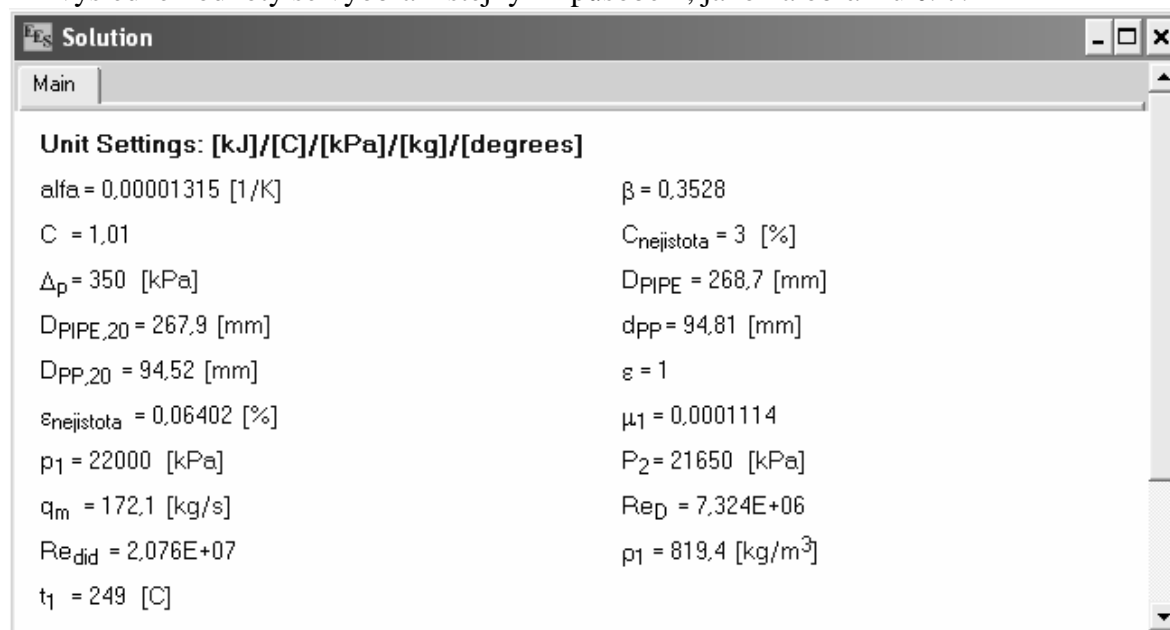 EES Solution
Main
Unit Settings: [kJ]/[C]/[kPa]/[kg]/[degrees]
alfa = 0,00001315 [1/K]
β = 0,3528
C = 1,01
Cnejistota = 3 [%]
Δp = 350 [kPa]
DPIPE = 268,7 [mm]
DPIPE,20 = 267,9 [mm]
dPP = 94,81 [mm]
DPP,20 = 94,52 [mm]
ε = 1
εnejistota = 0,06402 [%]
μ1 = 0,0001114
p1 = 22000 [kPa]
P2 = 21650 [kPa]
qm = 172,1 [kg/s]
ReD = 7,324E+06
Redid = 2,076E+07
ρ1 = 819,4 [kg/m³]
t1 = 249 [C]